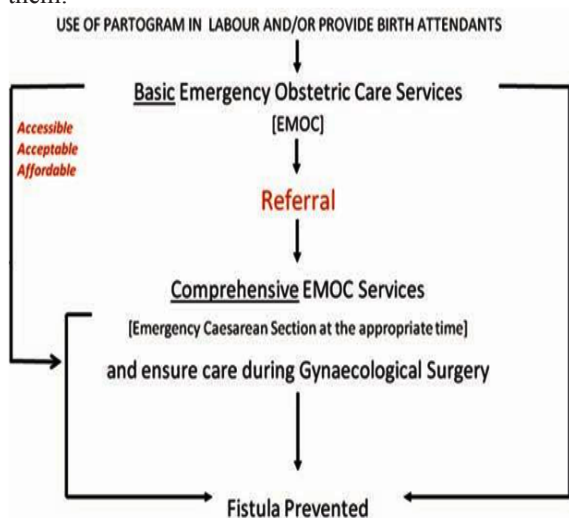 them.
USE OF PARTOGRAM IN LABOUR AND/OR PROVIDE BIRTH ATTENDANTS
Basic Emergency Obstetric Care Services
[EMOC]
Accessible
Acceptable
Affordable
Referral
Comprehensive EMOC Services
[Emergency Caesarean Section at the appropriate time]
and ensure care during Gynaecological Surgery
Fistula Prevented